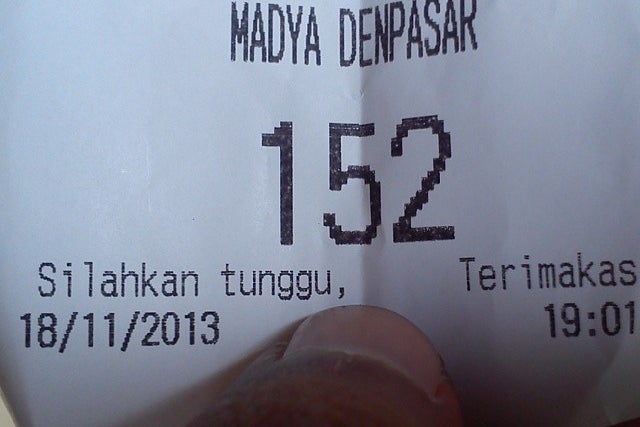 MADYA DENPASAR
152
Silahkan tunggu, Terimakas
18/11/2013 19:01